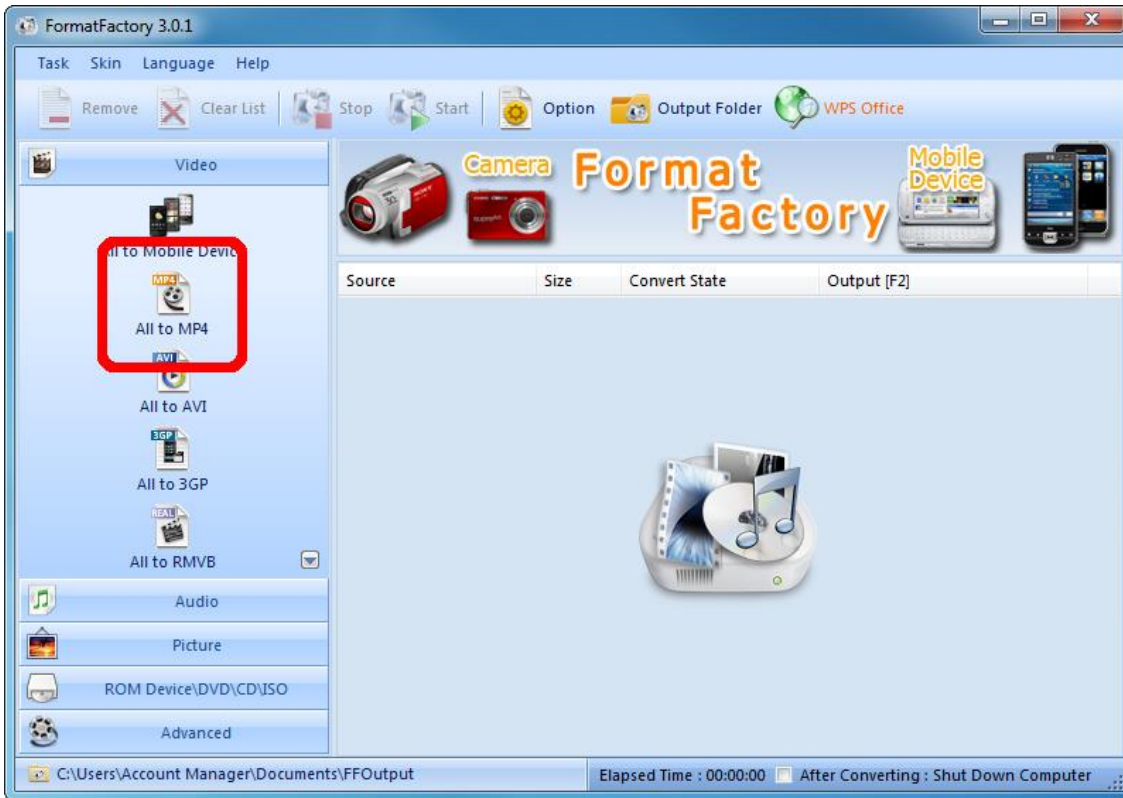 FormatFactory 3.0.1
Task Skin Language Help
Remove Clear List Stop Start Option Output Folder WPS Office
Video
All to Mobile Device
MP4
All to MP4
AVI
All to AVI
3GP
All to 3GP
REAL
All to RMVB
Audio
Picture
ROM Device\DVD\CD\ISO
Advanced
Camera
Format
Factory
Mobile
Device
SONY
Source Size Convert State Output [F2]
C:\Users\Account Manager\Documents\FFOutput
Elapsed Time : 00:00:00 After Converting : Shut Down Computer